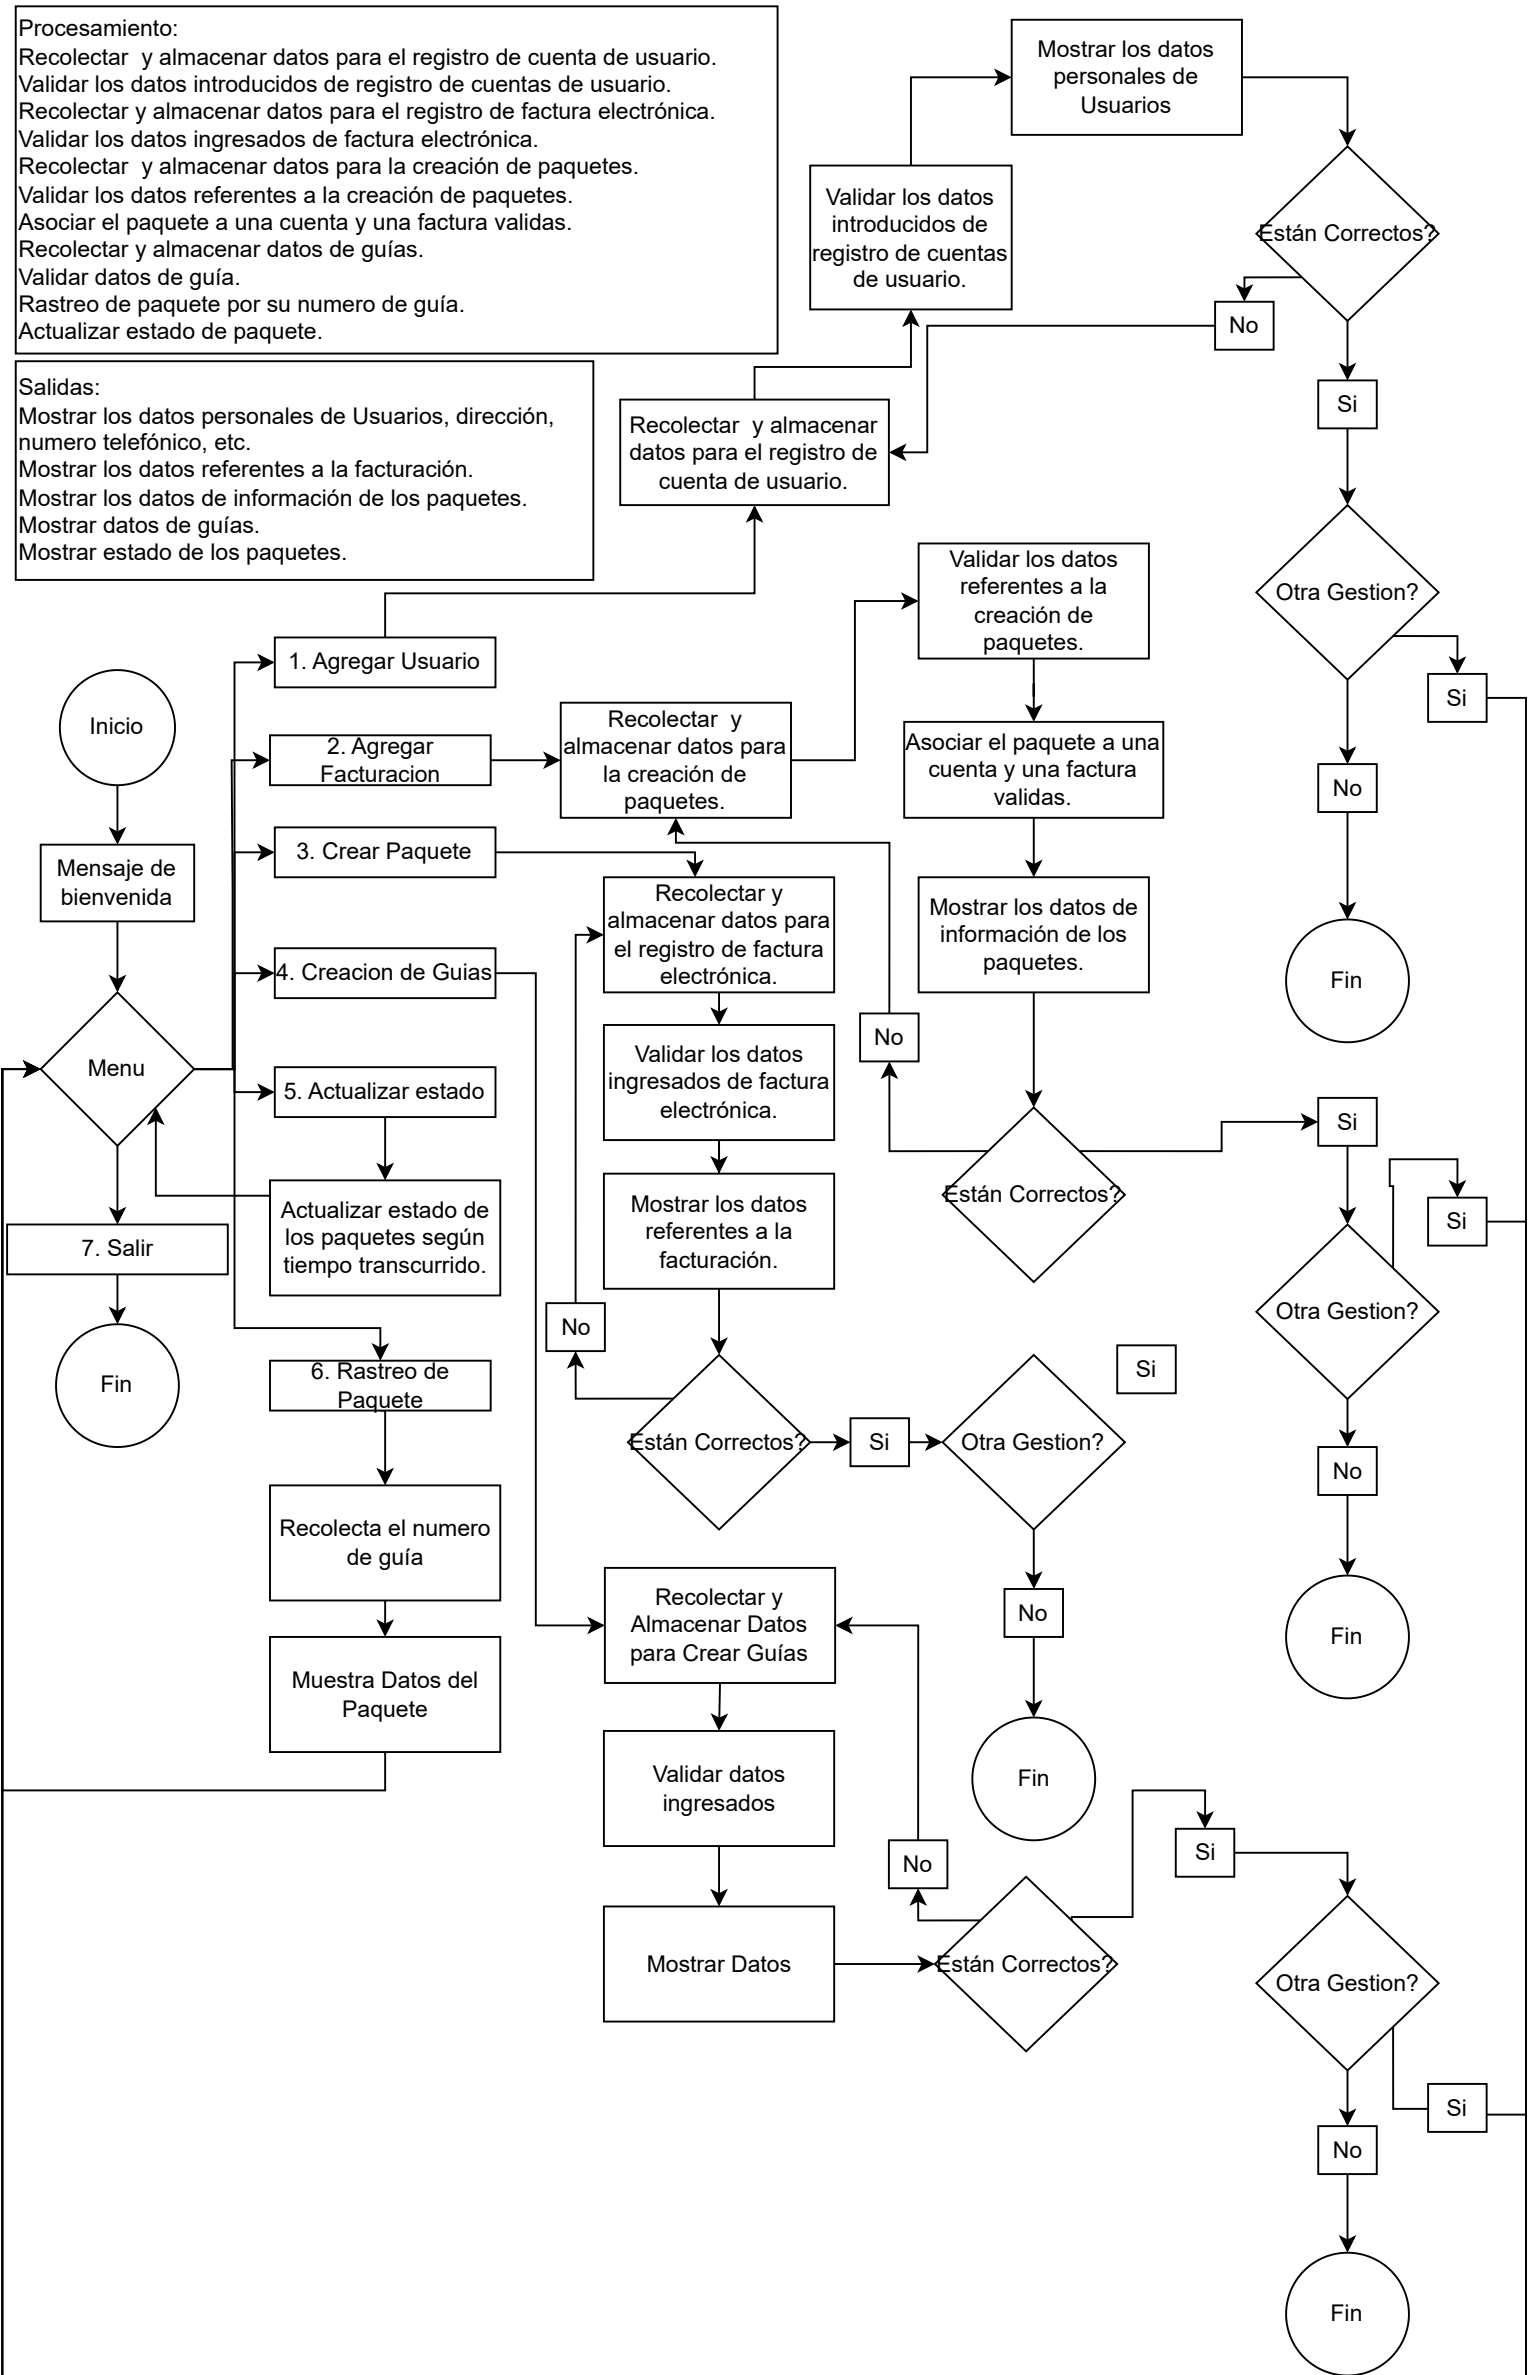 Procesamiento:
Recolectar  y almacenar datos para el registro de cuenta de usuario.
Validar los datos introducidos de registro de cuentas de usuario.
Recolectar y almacenar datos para el registro de factura electrónica.
Validar los datos ingresados de factura electrónica.
Recolectar  y almacenar datos para la creación de paquetes.
Validar los datos referentes a la creación de paquetes.
Asociar el paquete a una cuenta y una factura validas.
Recolectar y almacenar datos de guías.
Validar datos de guía.
Rastreo de paquete por su numero de guía.
Actualizar estado de paquete.
Salidas:
Mostrar los datos personales de Usuarios, dirección,
numero telefónico, etc.
Mostrar los datos referentes a la facturación.
Mostrar los datos de información de los paquetes.
Mostrar datos de guías.
Mostrar estado de los paquetes.
Mostrar los datos
personales de
Usuarios
Validar los datos
introducidos de
registro de cuentas
de usuario.
Están Correctos?
No
Si
Recolectar  y almacenar
datos para el registro de
cuenta de usuario.
Otra Gestion?
Si
No
Fin
Inicio
Mensaje de
bienvenida
Menu
7. Salir
Fin
1. Agregar Usuario
2. Agregar
Facturacion
3. Crear Paquete
4. Creacion de Guias
5. Actualizar estado
Actualizar estado de
los paquetes según
tiempo transcurrido.
6. Rastreo de
Paquete
Recolecta el numero
de guía
Muestra Datos del
Paquete
Recolectar  y
almacenar datos para
la creación de
paquetes.
Validar los datos
referentes a la
creación de
paquetes.
Asociar el paquete a una
cuenta y una factura
validas.
Mostrar los datos de
información de los
paquetes.
No
Están Correctos?
Si
Si
Otra Gestion?
No
Fin
Recolectar y
almacenar datos para
el registro de factura
electrónica.
Validar los datos
ingresados de factura
electrónica.
Mostrar los datos
referentes a la
facturación.
No
Están Correctos?
Si
Otra Gestion?
Si
No
Fin
Recolectar y
Almacenar Datos
para Crear Guías
Validar datos
ingresados
Mostrar Datos
No
Están Correctos?
Si
Otra Gestion?
Si
No
Fin